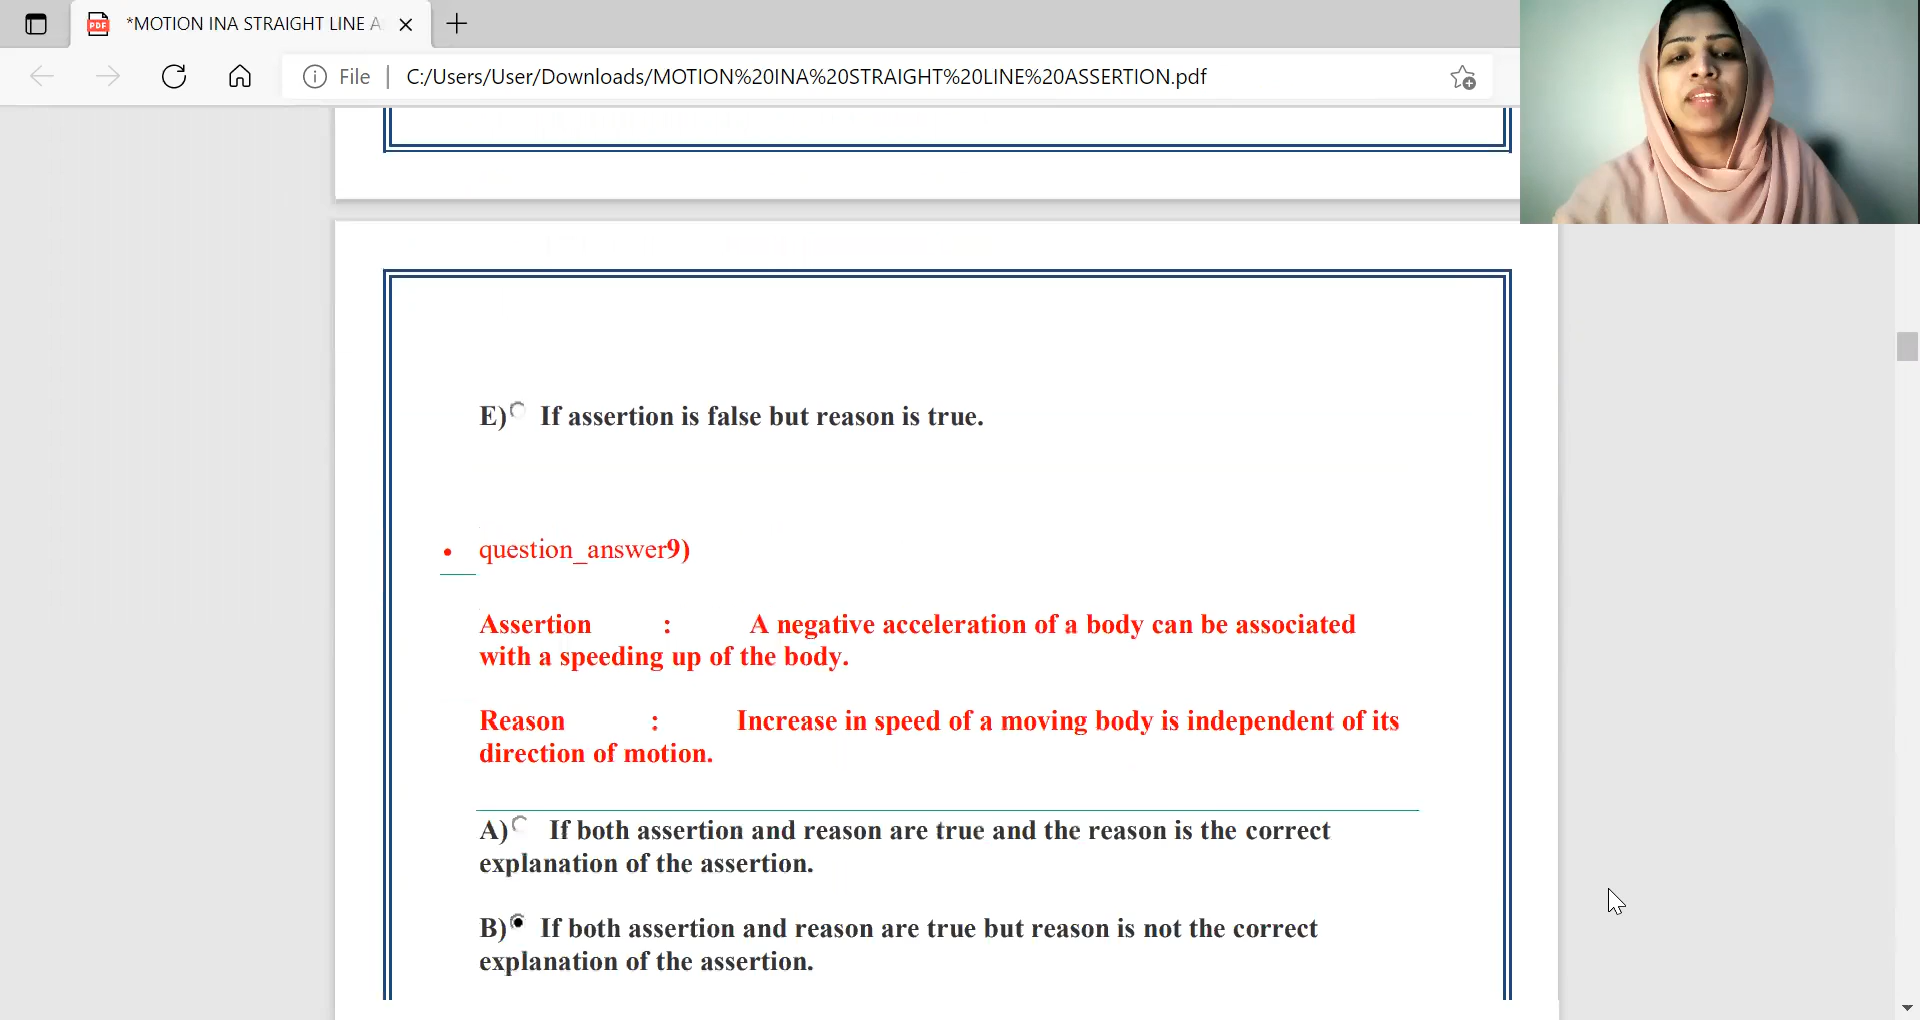 *MOTION INA STRAIGHT LINE A
PDF
File | C:/Users/User/Downloads/MOTION%20INA%20STRAIGHT%20LINE%20ASSERTION.pdf
E) If assertion is false but reason is true.
• question_answer9)
Assertion : A negative acceleration of a body can be associated
with a speeding up of the body.
Reason : Increase in speed of a moving body is independent of its
direction of motion.
A) If both assertion and reason are true and the reason is the correct
explanation of the assertion.
B) If both assertion and reason are true but reason is not the correct
explanation of the assertion.